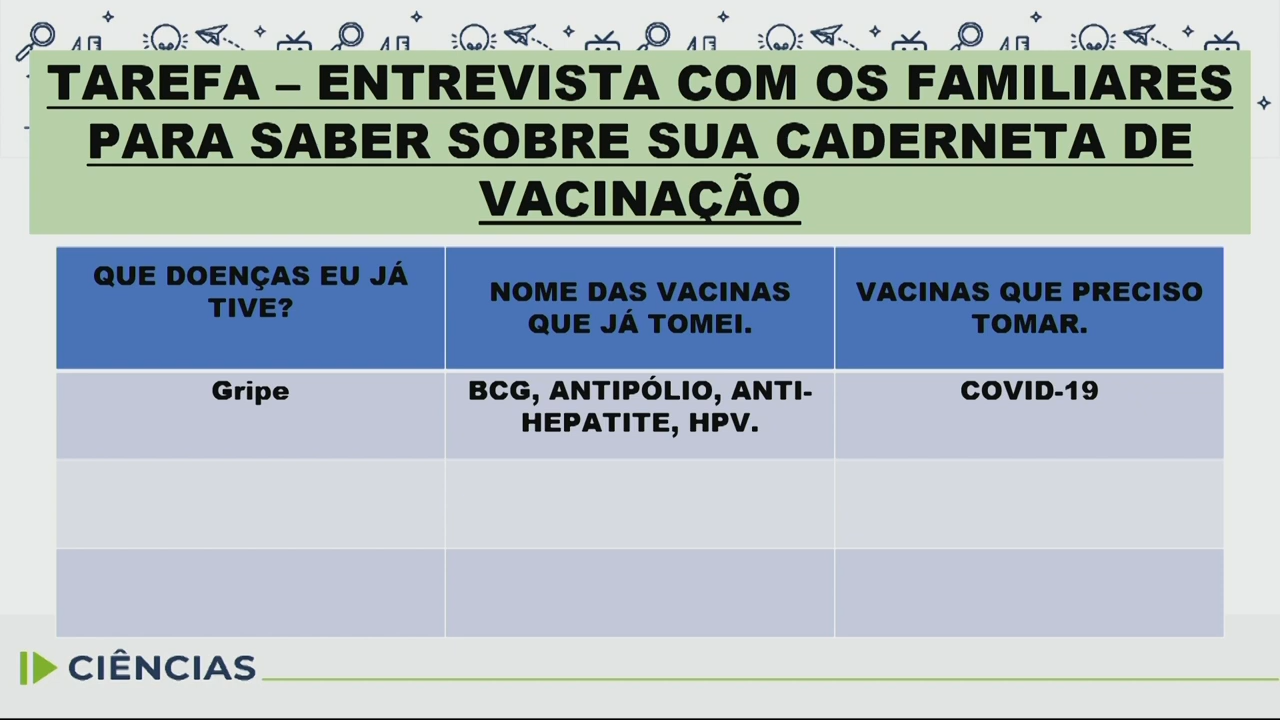 TAREFA – ENTREVISTA COM OS FAMILIARES
PARA SABER SOBRE SUA CADERNETA DE
VACINAÇÃO
QUE DOENÇAS EU JÁ
TIVE?
NOME DAS VACINAS
QUE JÁ TOMEI.
VACINAS QUE PRECISO
TOMAR.
Gripe
BCG, ANTIPÓLIO, ANTI-
HEPATITE, HPV.
COVID-19
CIÊNCIAS